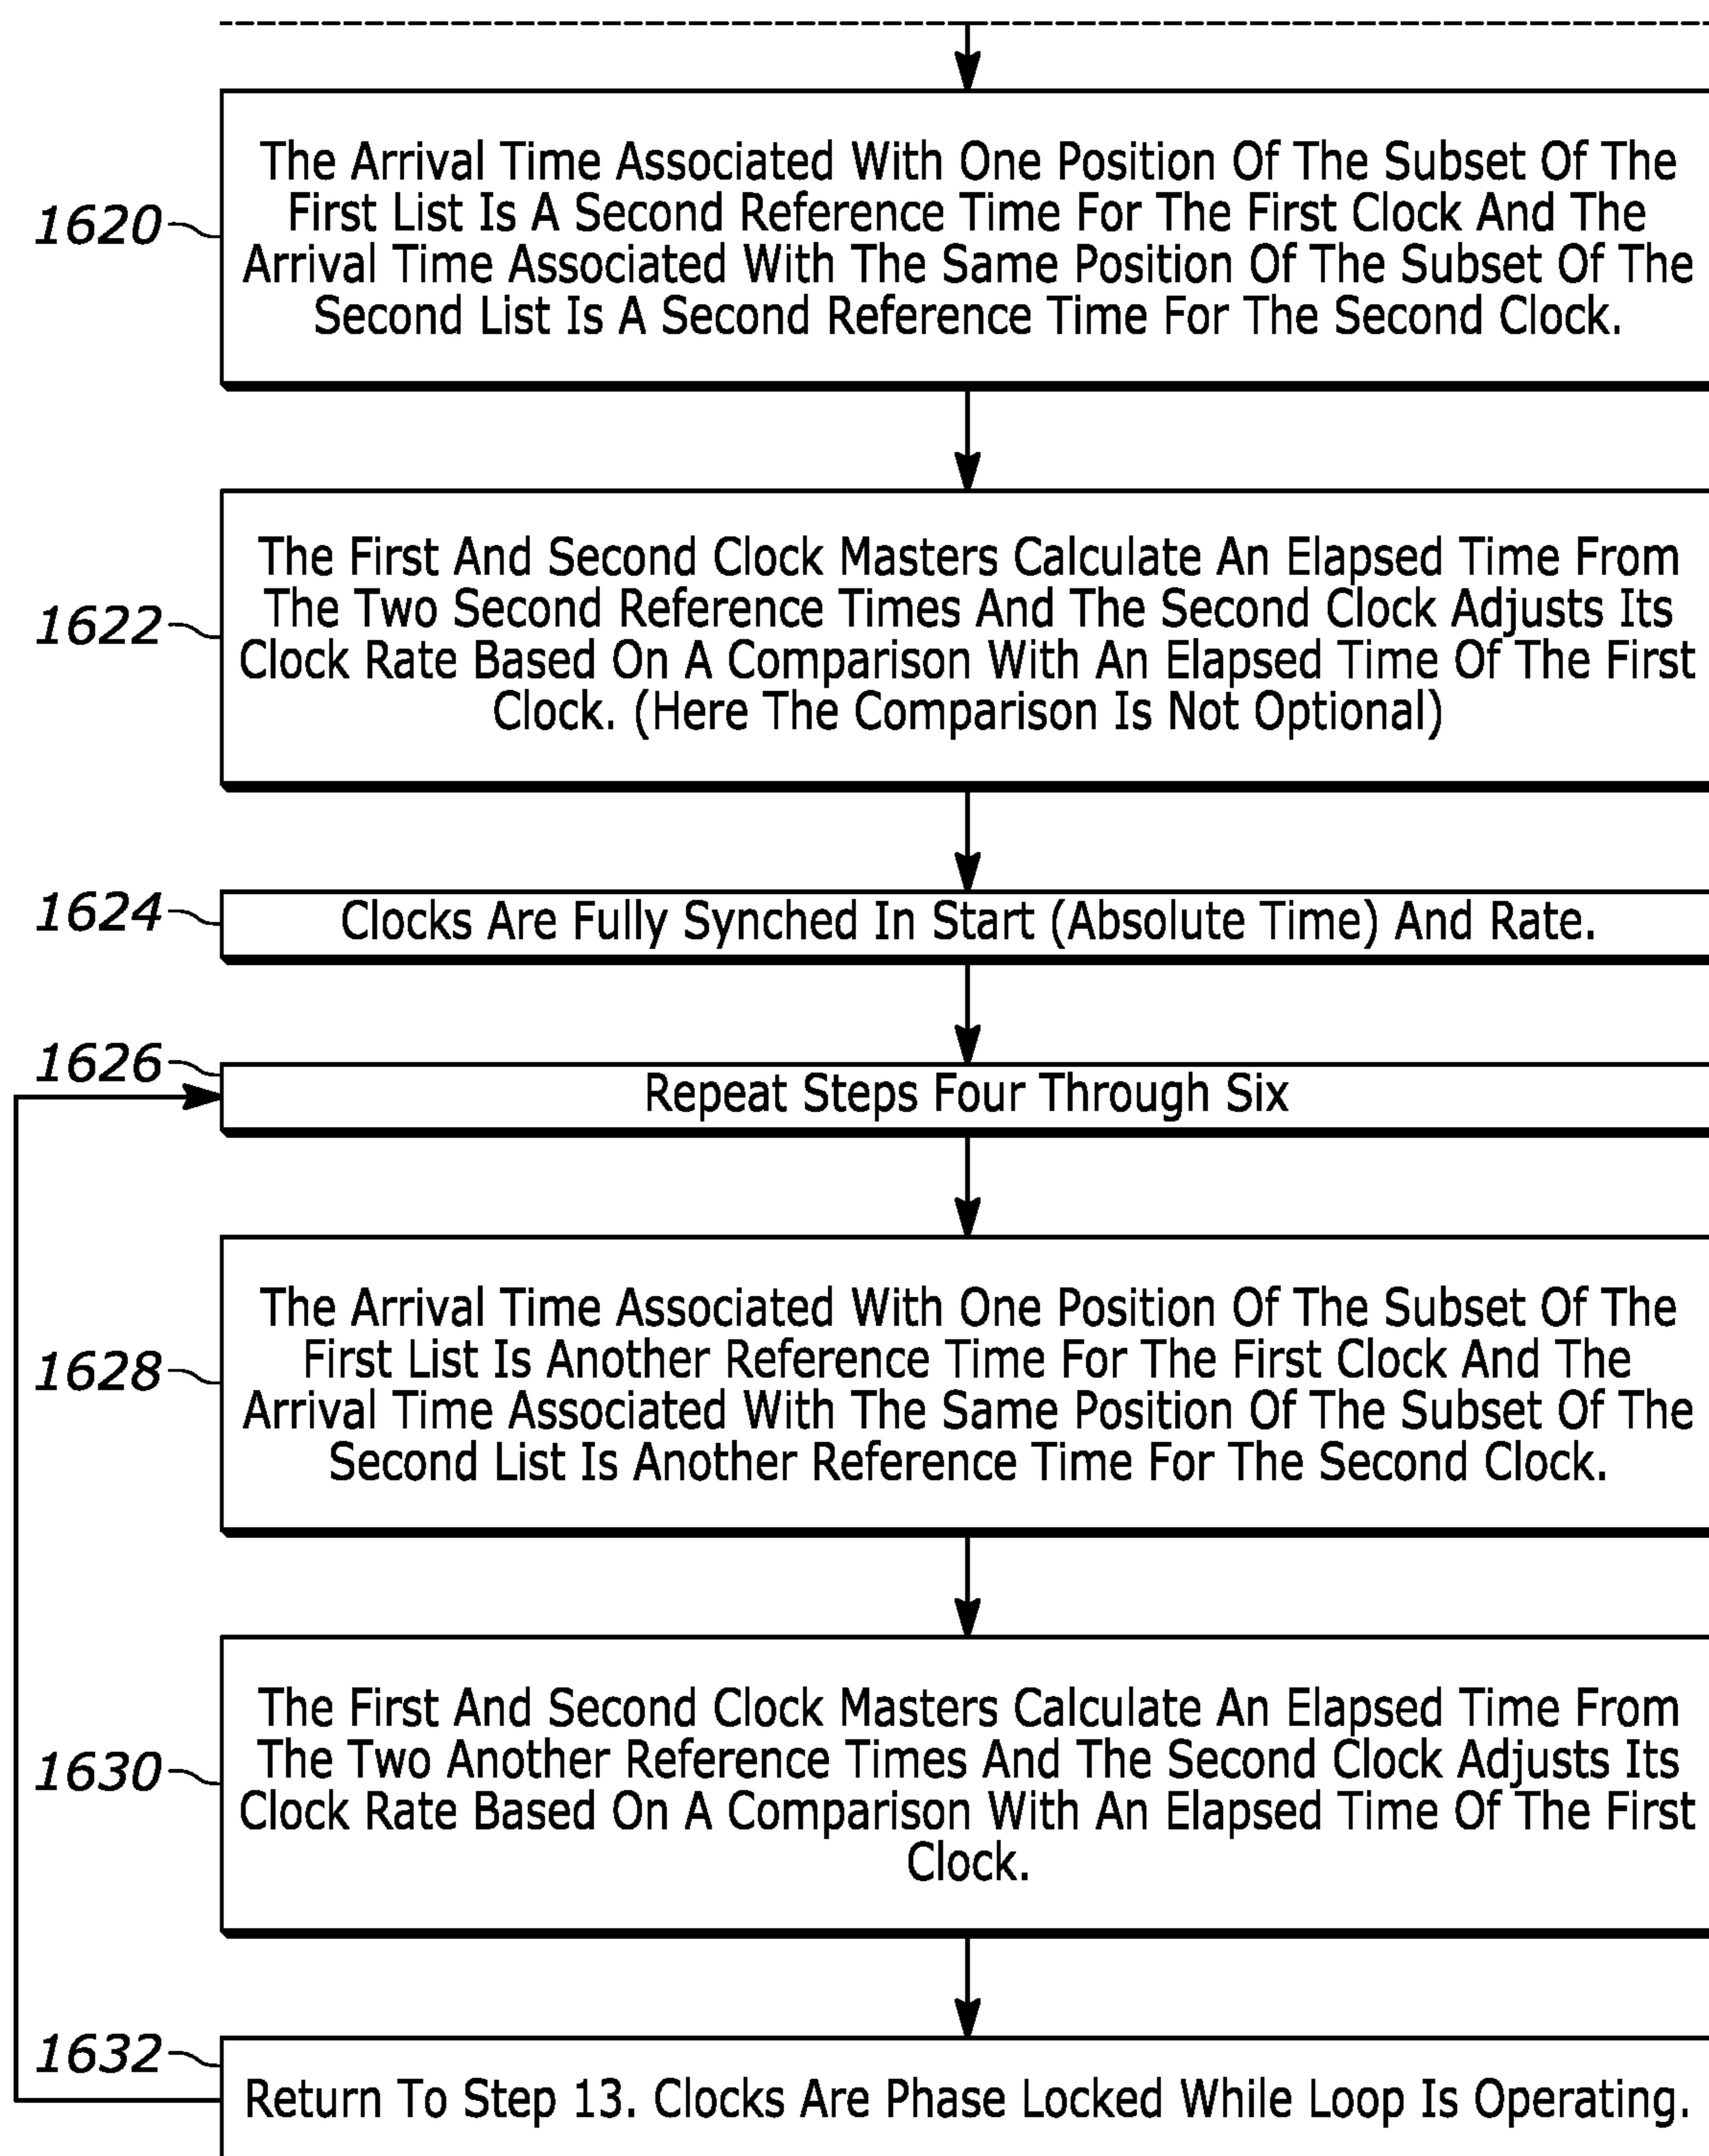 1620
The Arrival Time Associated With One Position Of The Subset Of The
First List Is A Second Reference Time For The First Clock And The
Arrival Time Associated With The Same Position Of The Subset Of The
Second List Is A Second Reference Time For The Second Clock.
1622
The First And Second Clock Masters Calculate An Elapsed Time From
The Two Second Reference Times And The Second Clock Adjusts Its
Clock Rate Based On A Comparison With An Elapsed Time Of The First
Clock. (Here The Comparison Is Not Optional)
1624
Clocks Are Fully Synched In Start (Absolute Time) And Rate.
1626
Repeat Steps Four Through Six
1628
The Arrival Time Associated With One Position Of The Subset Of The
First List Is Another Reference Time For The First Clock And The
Arrival Time Associated With The Same Position Of The Subset Of The
Second List Is Another Reference Time For The Second Clock.
1630
The First And Second Clock Masters Calculate An Elapsed Time From
The Two Another Reference Times And The Second Clock Adjusts Its
Clock Rate Based On A Comparison With An Elapsed Time Of The First
Clock.
1632
Return To Step 13. Clocks Are Phase Locked While Loop Is Operating.